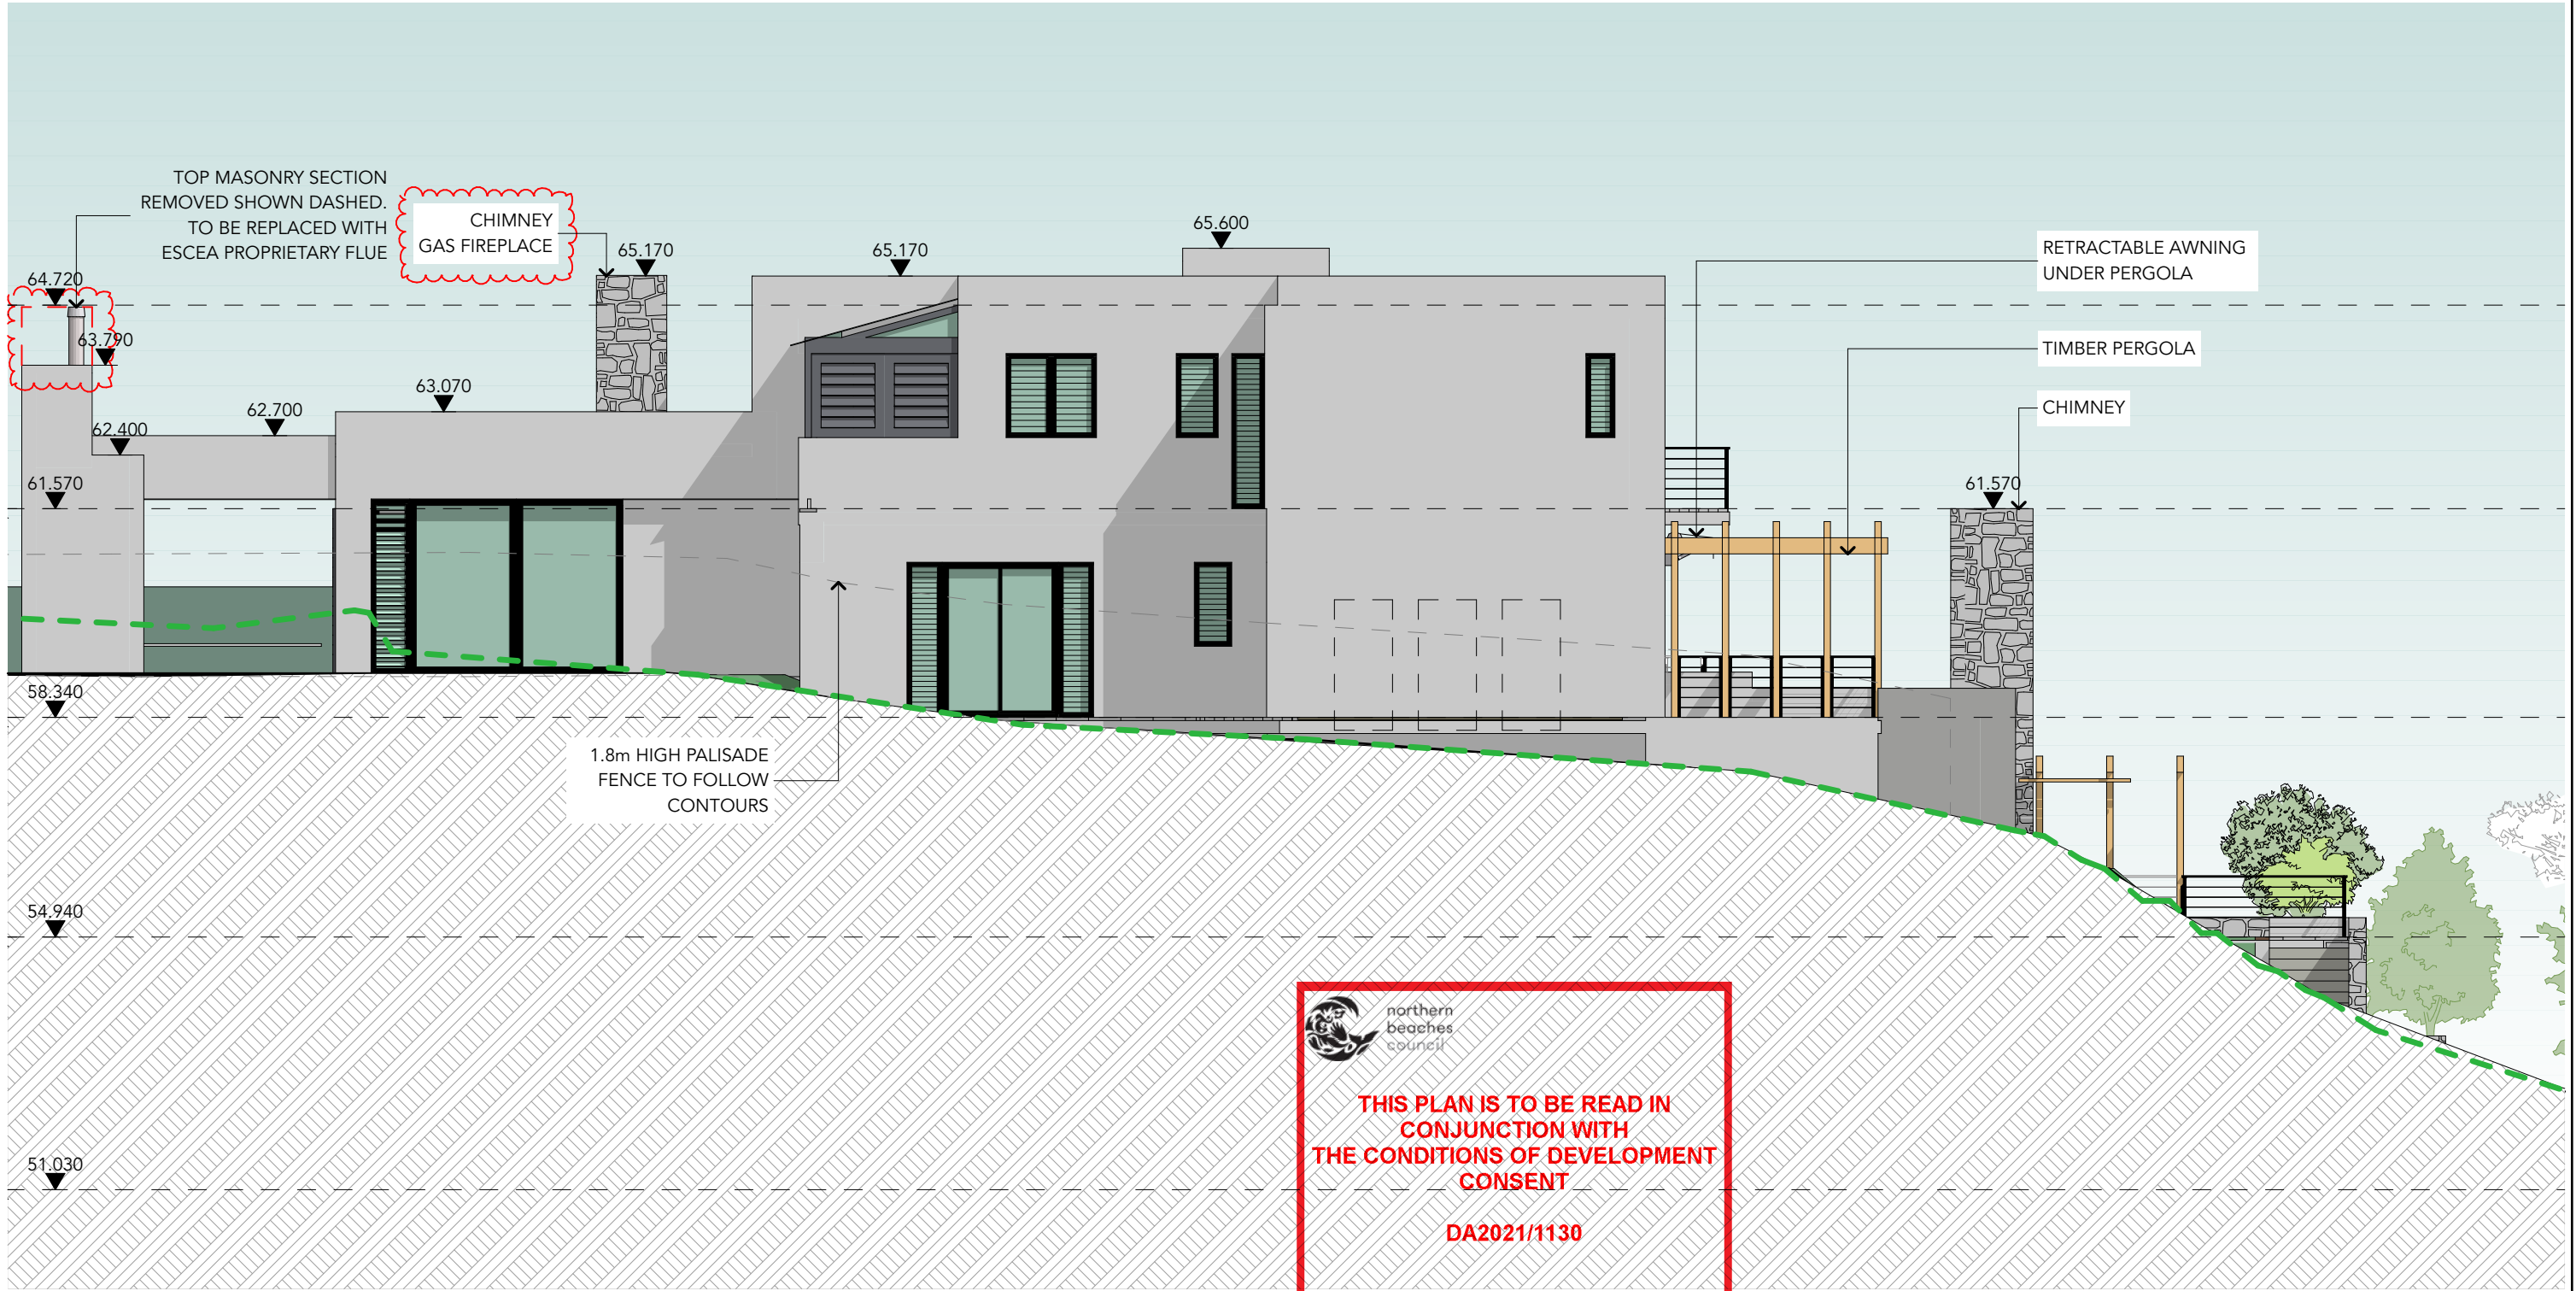 TOP MASONRY SECTION
REMOVED SHOWN DASHED.
TO BE REPLACED WITH
ESCEA PROPRIETARY FLUE
CHIMNEY
GAS FIREPLACE
65.170
65.170
65.600
RETRACTABLE AWNING
UNDER PERGOLA
64.720
63.790
TIMBER PERGOLA
63.070
62.700
62.400
CHIMNEY
61.570
61.570
58.340
1.8m HIGH PALISADE
FENCE TO FOLLOW
CONTOURS
54.940
51.030
northern
beaches
council
THIS PLAN IS TO BE READ IN
CONJUNCTION WITH
THE CONDITIONS OF DEVELOPMENT
CONSENT
DA2021/1130